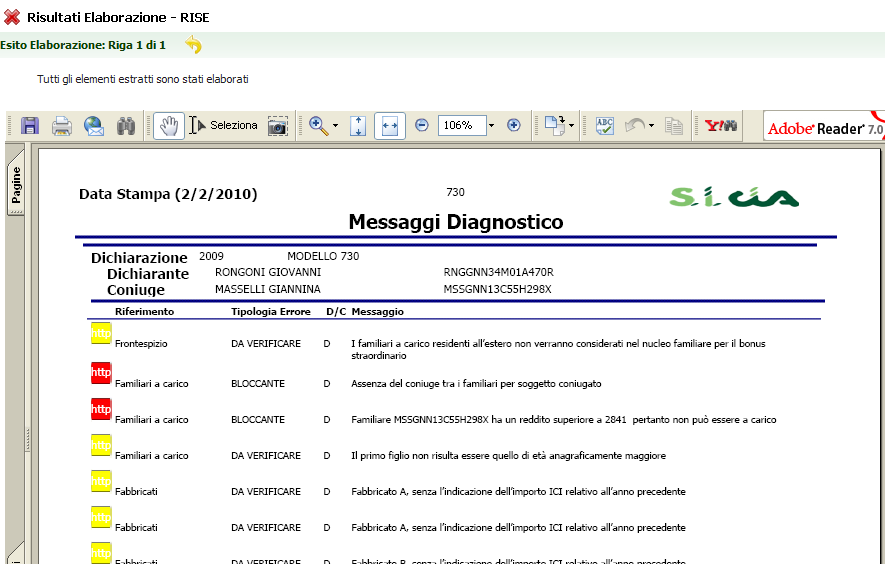 Risultati Elaborazione - RISE
Esito Elaborazione: Riga 1 di 1
Tutti gli elementi estratti sono stati elaborati
Seleziona
106%
ABC
Y!
Adobe Reader 7.0
Pagine
Data Stampa (2/2/2010)
730
S.i.CIA
Messaggi Diagnostico
Dichiarazione 2009 MODELLO 730
Dichiarante RONGONI GIOVANNI RNGGNN34M01A470R
Coniuge MASSELLI GIANNINA MSSGNN13C55H298X
Riferimento Tipologia Errore D/C Messaggio
http Frontespizio DA VERIFICARE D I familiari a carico residenti all'estero non verranno considerati nel nucleo familiare per il bonus
straordinario
http Familiari a carico BLOCCANTE D Assenza del coniuge tra i familiari per soggetto coniugato
http Familiari a carico BLOCCANTE D Familiare MSSGNN13C55H298X ha un reddito superiore a 2841 pertanto non può essere a carico
http Familiari a carico DA VERIFICARE D Il primo figlio non risulta essere quello di età anagraficamente maggiore
http Fabbricati DA VERIFICARE D Fabbricato A, senza l'indicazione dell'importo ICI relativo all'anno precedente
http Fabbricati DA VERIFICARE D Fabbricato A, senza l'indicazione dell'importo ICI relativo all'anno precedente
http Fabbricati DA VERIFICARE D Fabbricato B, senza l'indicazione dell'importo ICI relativo all'anno precedente